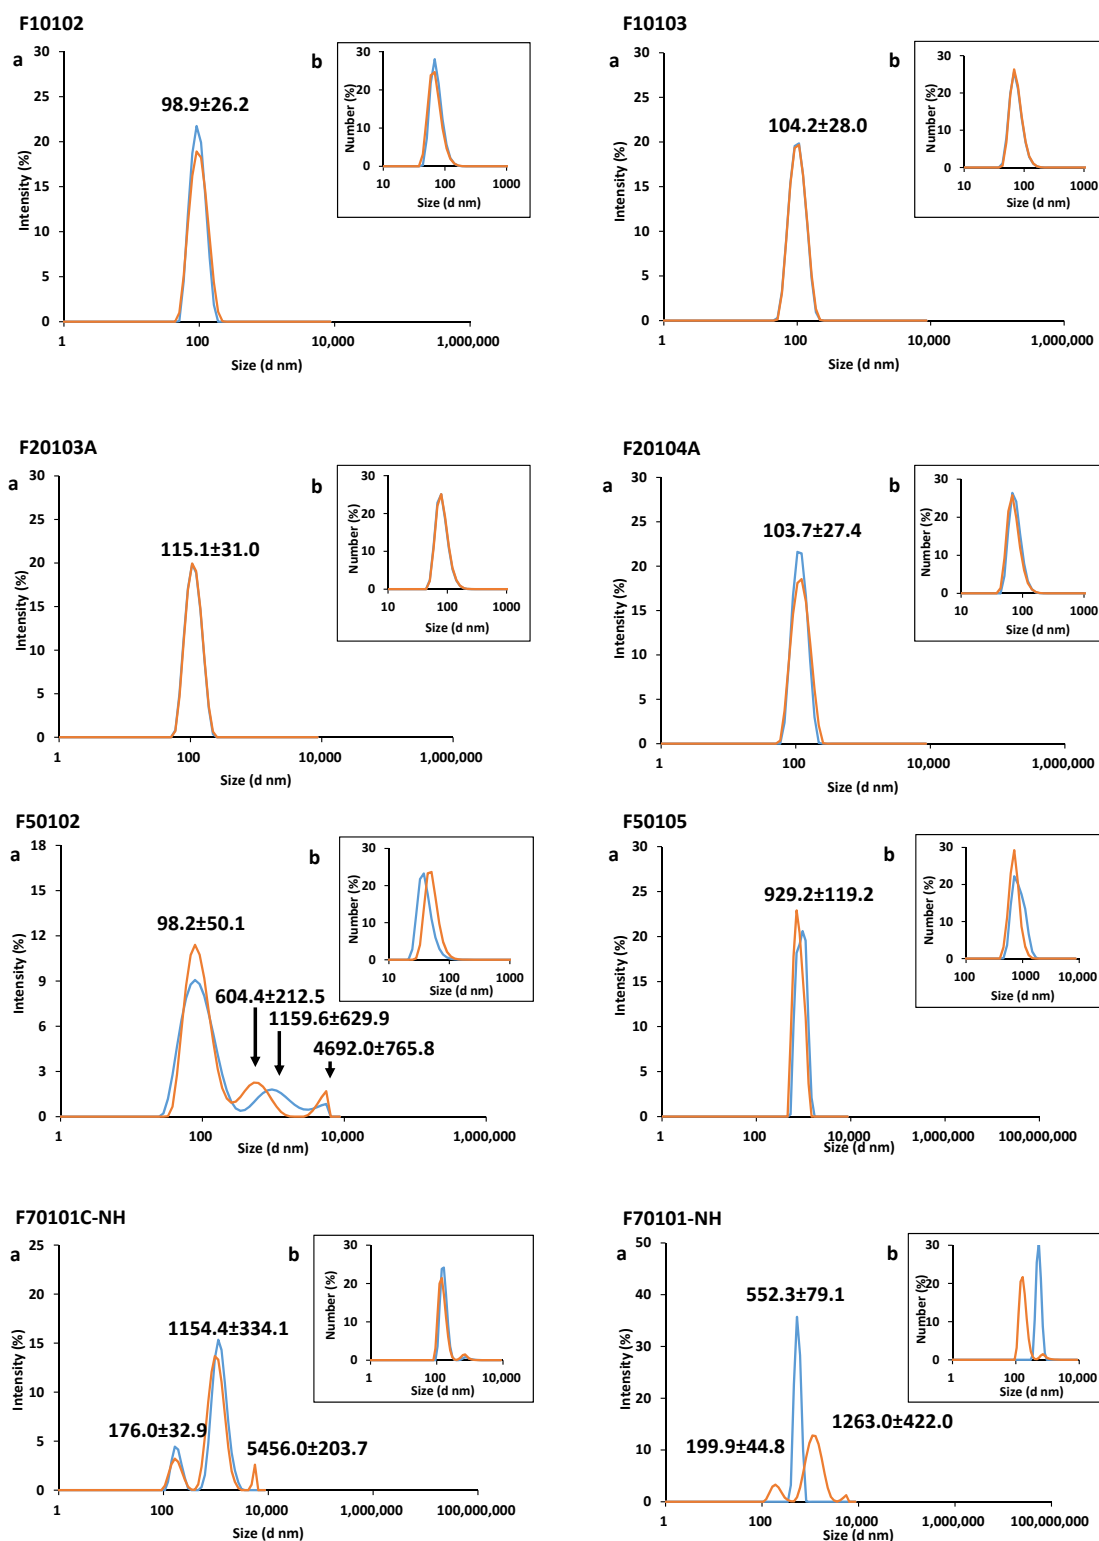 F10102
a
30
25
20
15
10
5
0
Intensity (%)
98.9±26.2
1
100
10,000
1,000,000
Size (d nm)
b
30
20
10
0
Number (%)
10
100
1000
Size (d nm)
F10103
a
30
25
20
15
10
5
0
Intensity (%)
104.2±28.0
1
100
10,000
1,000,000
Size (d nm)
b
30
20
10
0
Number (%)
10
100
1000
Size (d nm)
F20103A
a
30
25
20
15
10
5
0
Intensity (%)
115.1±31.0
1
100
10,000
1,000,000
Size (d nm)
b
30
20
10
0
Number (%)
10
100
1000
Size (d nm)
F20104A
a
30
25
20
15
10
5
0
Intensity (%)
103.7±27.4
1
100
10,000
1,000,000
Size (d nm)
b
30
20
10
0
Number (%)
10
100
1000
Size (d nm)
F50102
a
18
15
12
9
6
3
0
Intensity (%)
98.2±50.1
604.4±212.5
1159.6±629.9
4692.0±765.8
1
100
10,000
1,000,000
Size (d nm)
b
30
20
10
0
Number (%)
10
100
1000
Size (d nm)
F50105
a
30
25
20
15
10
5
0
Intensity (%)
929.2±119.2
1
100
10,000
1,000,000
100,000,000
Size (d nm)
b
30
20
10
0
Number (%)
100
1000
10,000
Size (d nm)
F70101C-NH
a
25
20
15
10
5
0
Intensity (%)
1154.4±334.1
176.0±32.9
5456.0±203.7
1
100
10,000
1,000,000
100,000,000
Size (d nm)
b
30
20
10
0
Number (%)
1
100
10,000
Size (d nm)
F70101-NH
a
50
40
30
20
10
0
Intensity (%)
552.3±79.1
1263.0±422.0
199.9±44.8
1
100
10,000
1,000,000
100,000,000
Size (d nm)
b
30
20
10
0
Number (%)
1
100
10,000
Size (d nm)